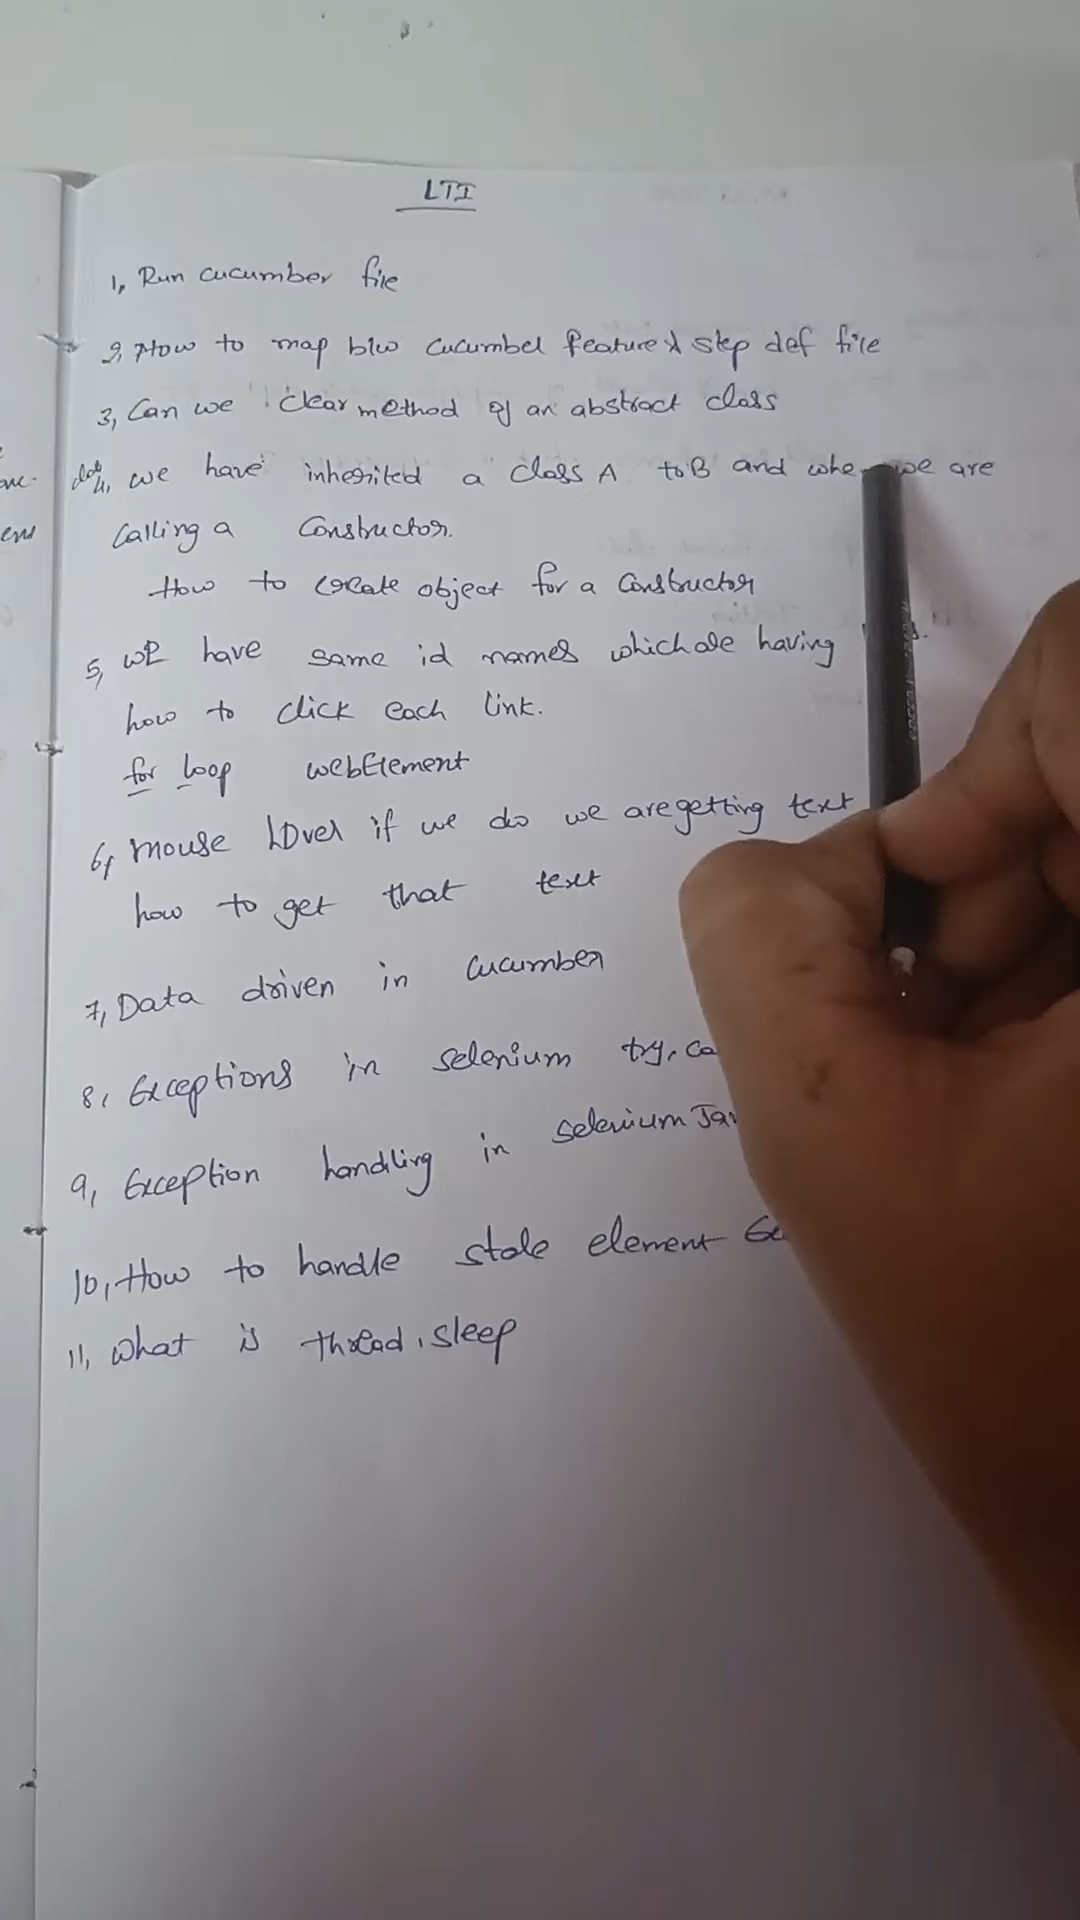 LTI
1, Run cucumber file
2, How to map b/w cucumber feature & step def file
3, Can we clear method of an abstract class
4, we have inherited a class A to B and whe we are
calling a constructor.
How to create object for a constructor
5, we have same id names which are having
how to click each link.
for loop webElement
6, mouse hover if we do we are getting text
how to get that text
7, Data driven in cucumber
8, Exceptions in selenium try, ca
9, Exception handling in selenium Jav
10, How to handle stale element Ex
11, what is thread.sleep